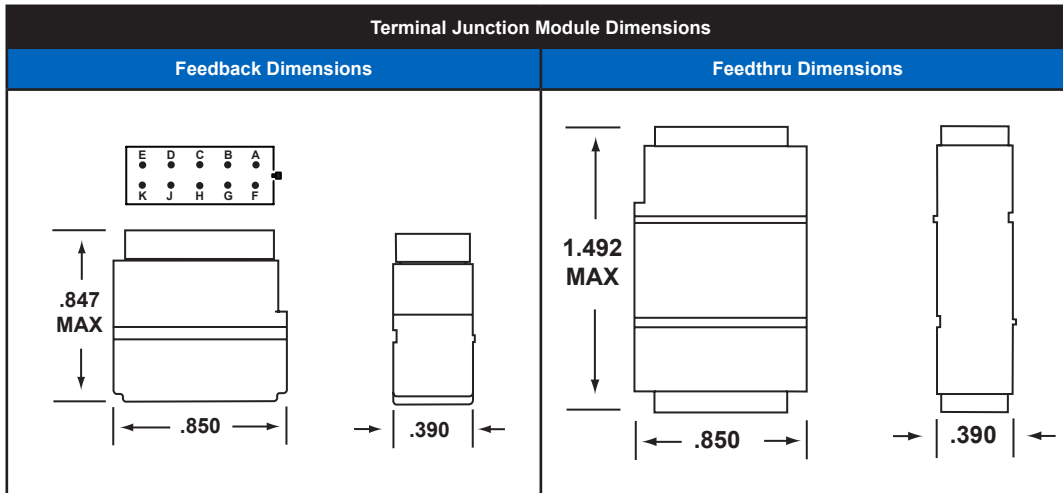 Terminal Junction Module Dimensions
Feedback Dimensions
Feedthru Dimensions
E D C B A
K J H G F
.847
MAX
.850
.390
1.492
MAX
.850
.390